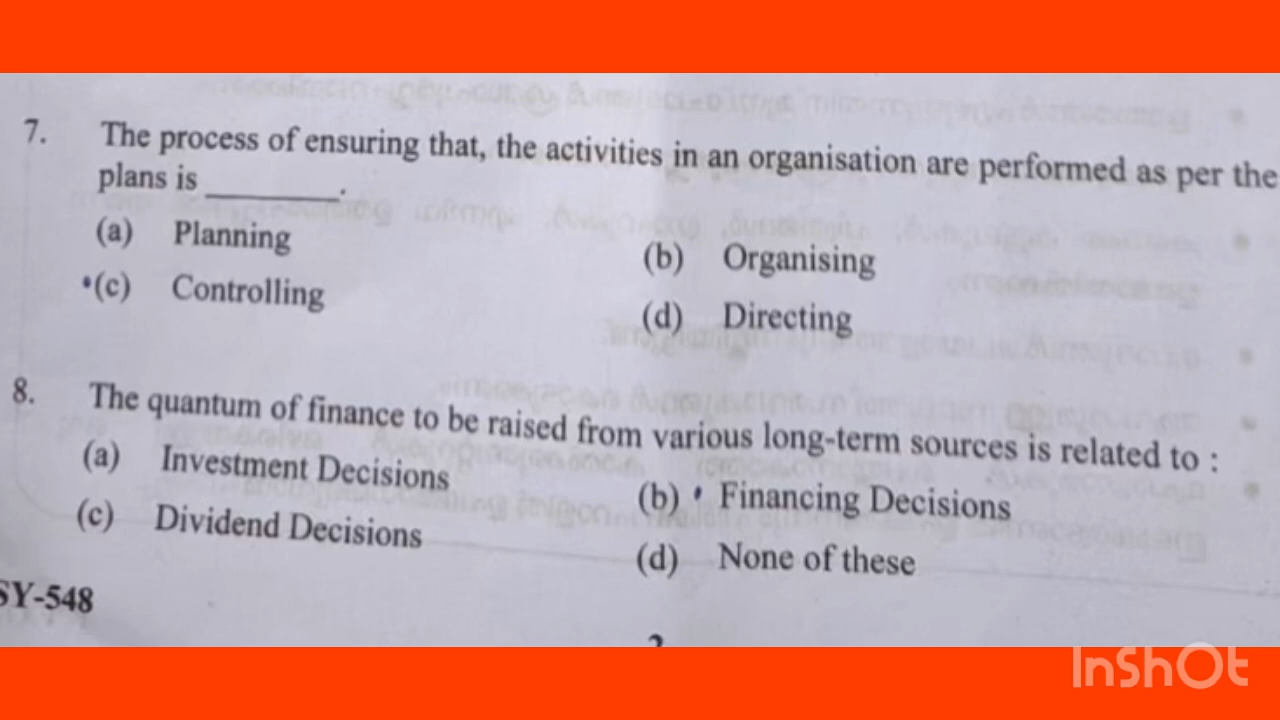 7. The process of ensuring that, the activities in an organisation are performed as per the
plans is __________.
(a) Planning
(b) Organising
(c) Controlling
(d) Directing
8. The quantum of finance to be raised from various long-term sources is related to :
(a) Investment Decisions
(b) Financing Decisions
(c) Dividend Decisions
(d) None of these
SY-548
InShOt